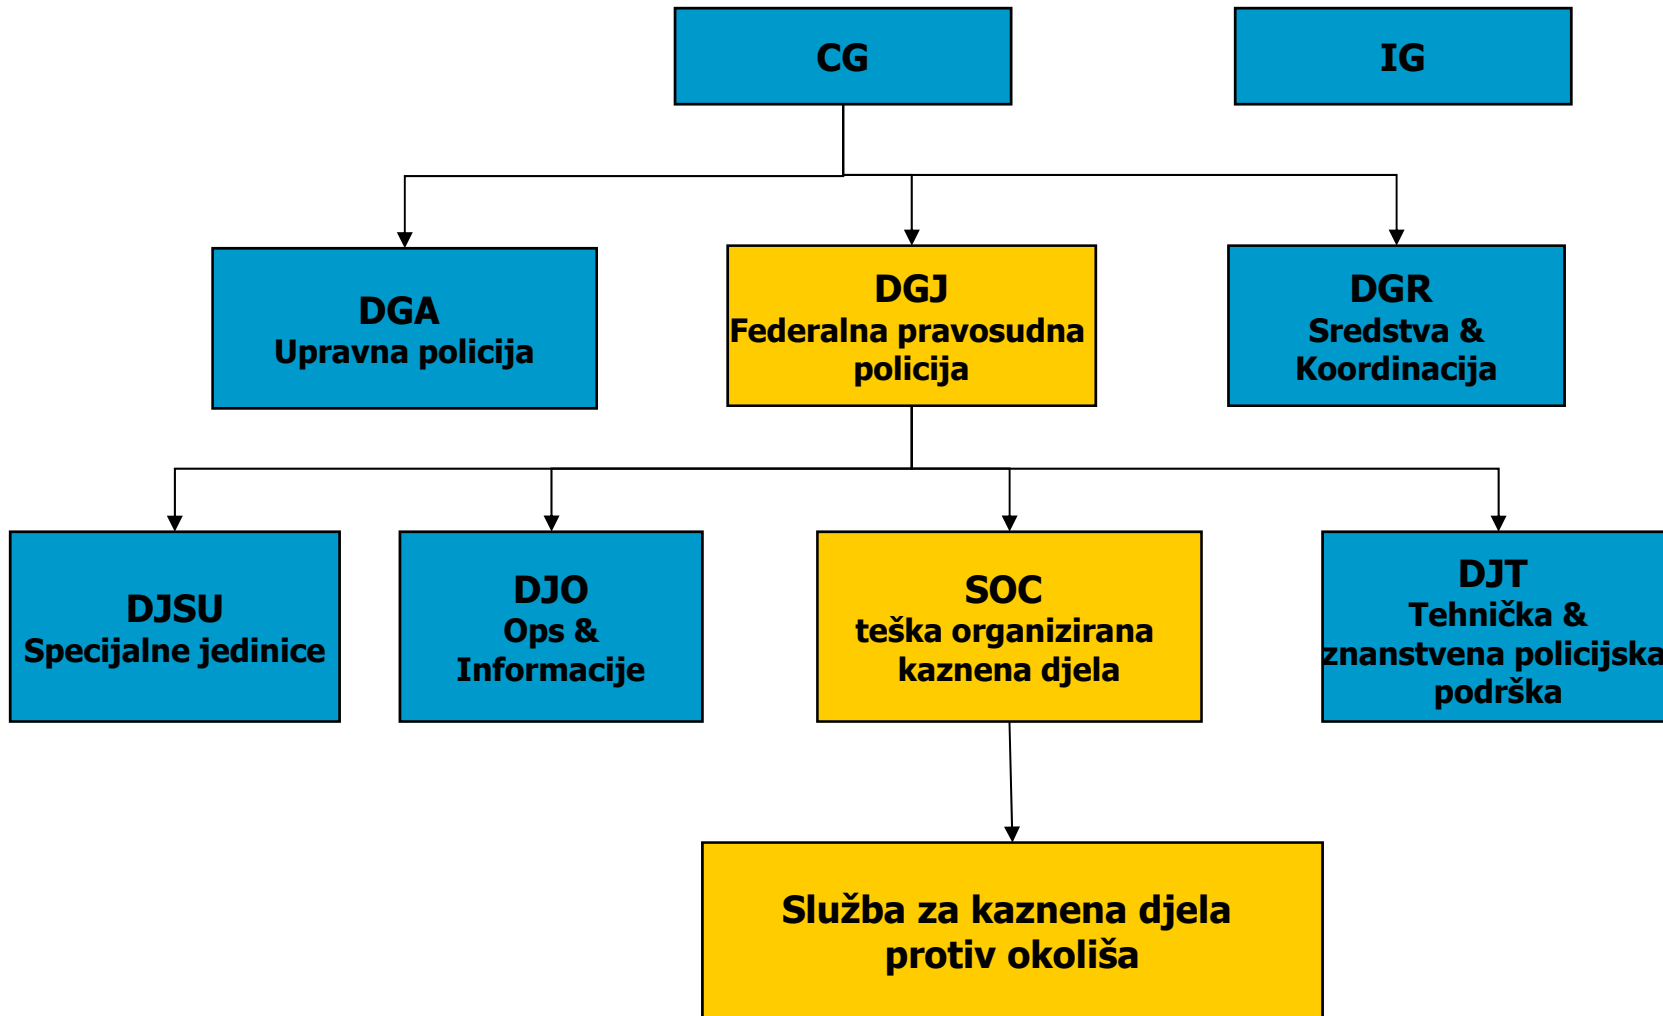 CG
IG
DGA
Upravna policija
DGJ
Federalna pravosudna
policija
DGR
Sredstva &
Koordinacija
DJSU
Specijalne jedinice
DJO
Ops &
Informacije
SOC
teška organizirana
kaznena djela
DJT
Tehnička &
znanstvena policijska
podrška
Služba za kaznena djela
protiv okoliša